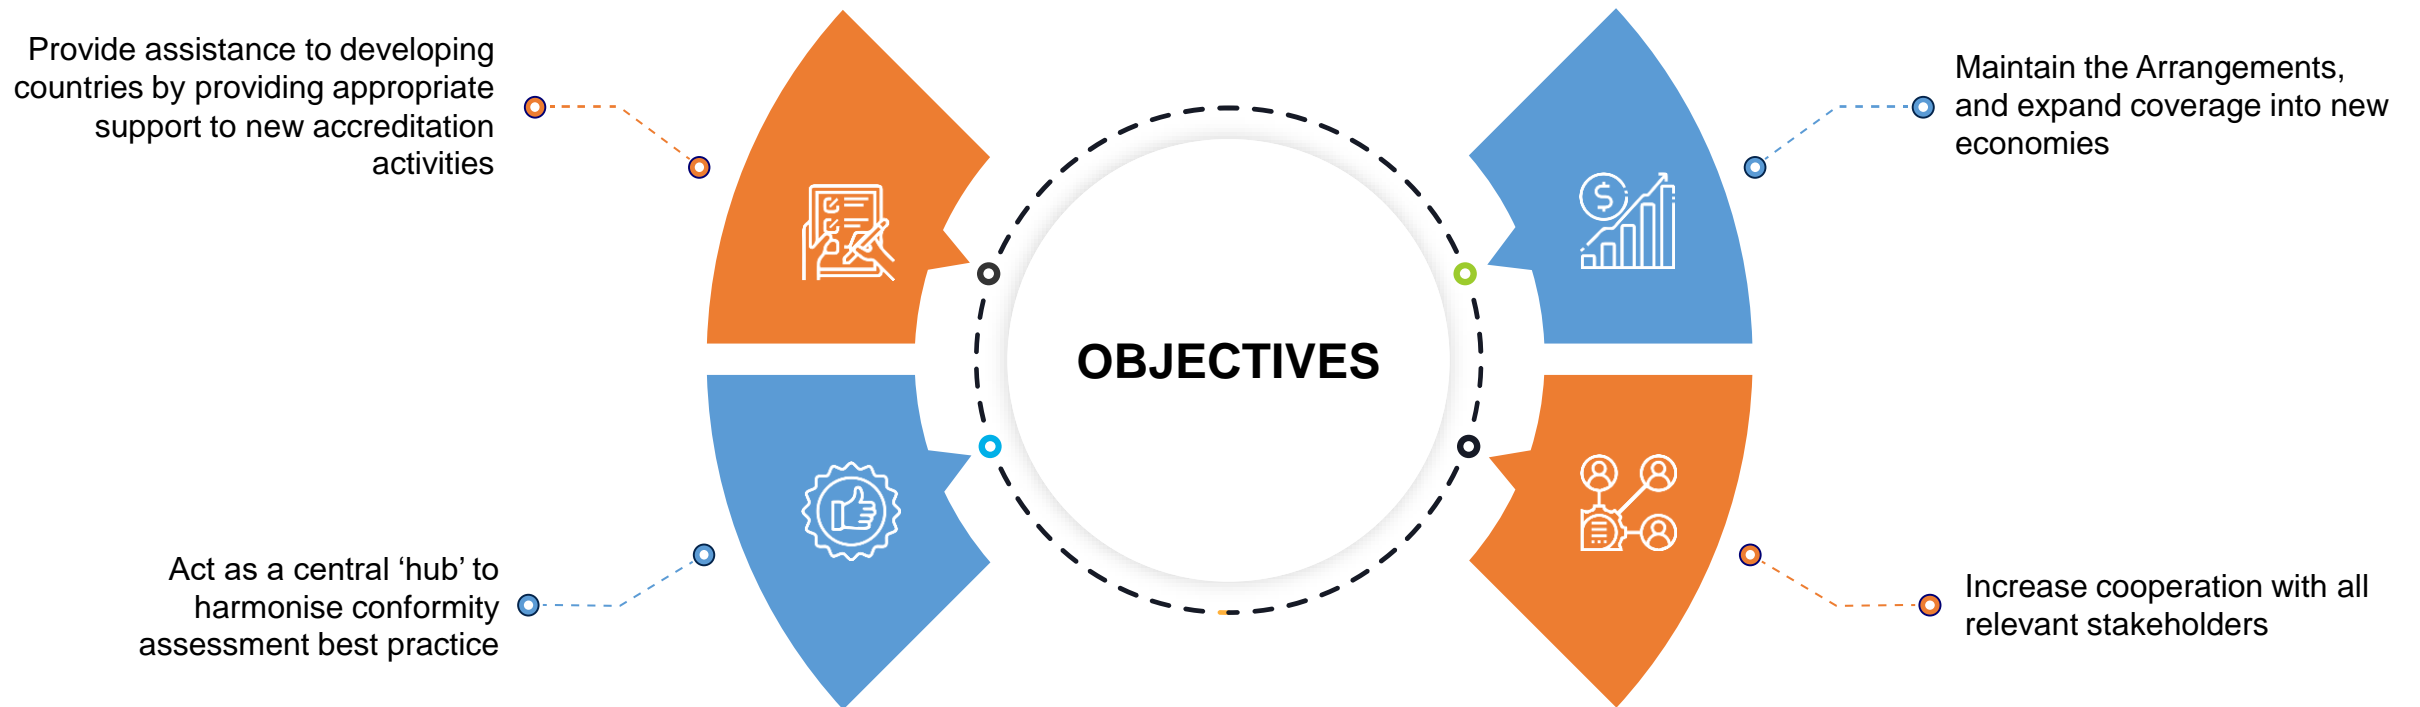 Provide assistance to developing
countries by providing appropriate
support to new accreditation
activities
Maintain the Arrangements,
and expand coverage into new
economies
OBJECTIVES
Act as a central ‘hub’ to
harmonise conformity
assessment best practice
Increase cooperation with all
relevant stakeholders